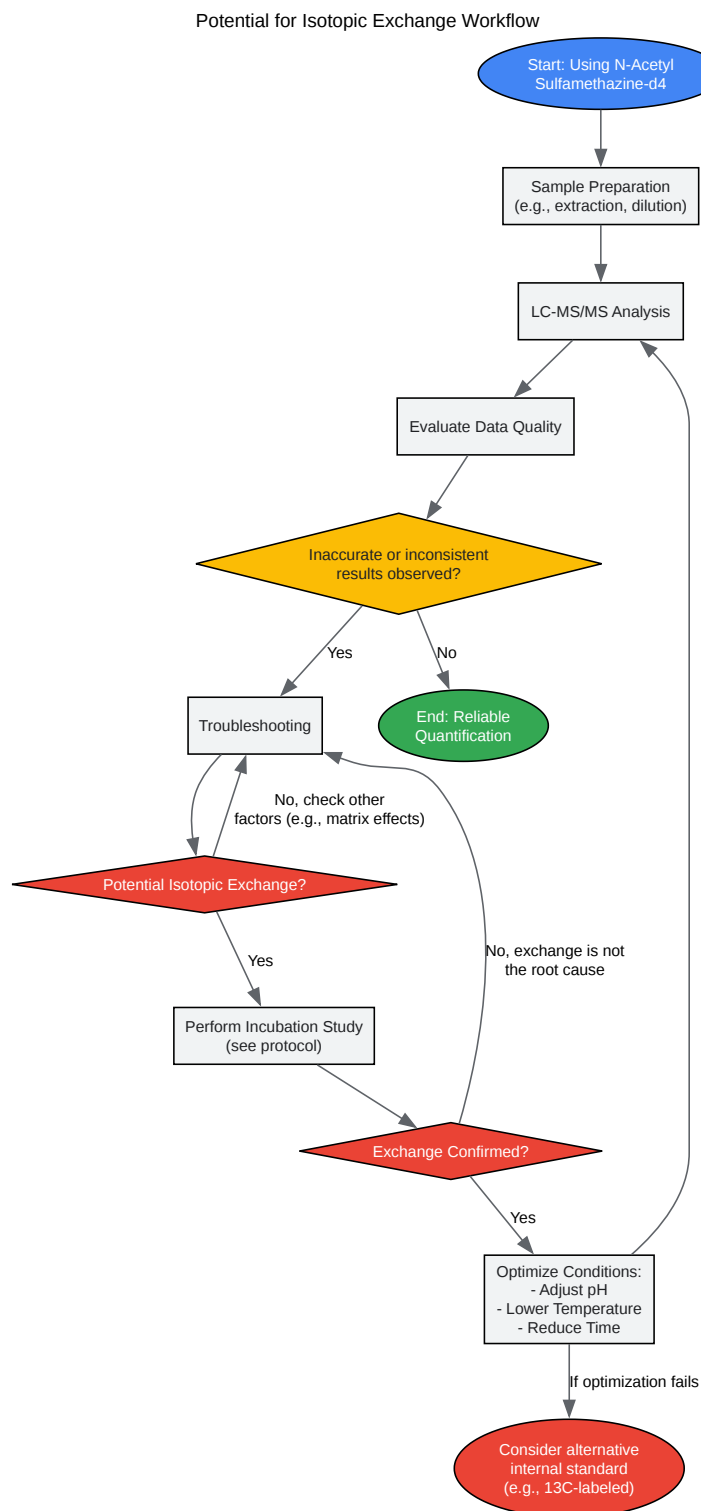 Potential for Isotopic Exchange Workflow
Start: Using N-Acetyl
Sulfamethazine-d4
Sample Preparation
(e.g., extraction, dilution)
LC-MS/MS Analysis
Evaluate Data Quality
Inaccurate or inconsistent
results observed?
Yes
No
Troubleshooting
End: Reliable
Quantification
No, check other
factors (e.g., matrix effects)
Potential Isotopic Exchange?
Yes
No, exchange is not
the root cause
Perform Incubation Study
(see protocol)
Exchange Confirmed?
Yes
Optimize Conditions:
- Adjust pH
- Lower Temperature
- Reduce Time
If optimization fails
Consider alternative
internal standard
(e.g., 13C-labeled)